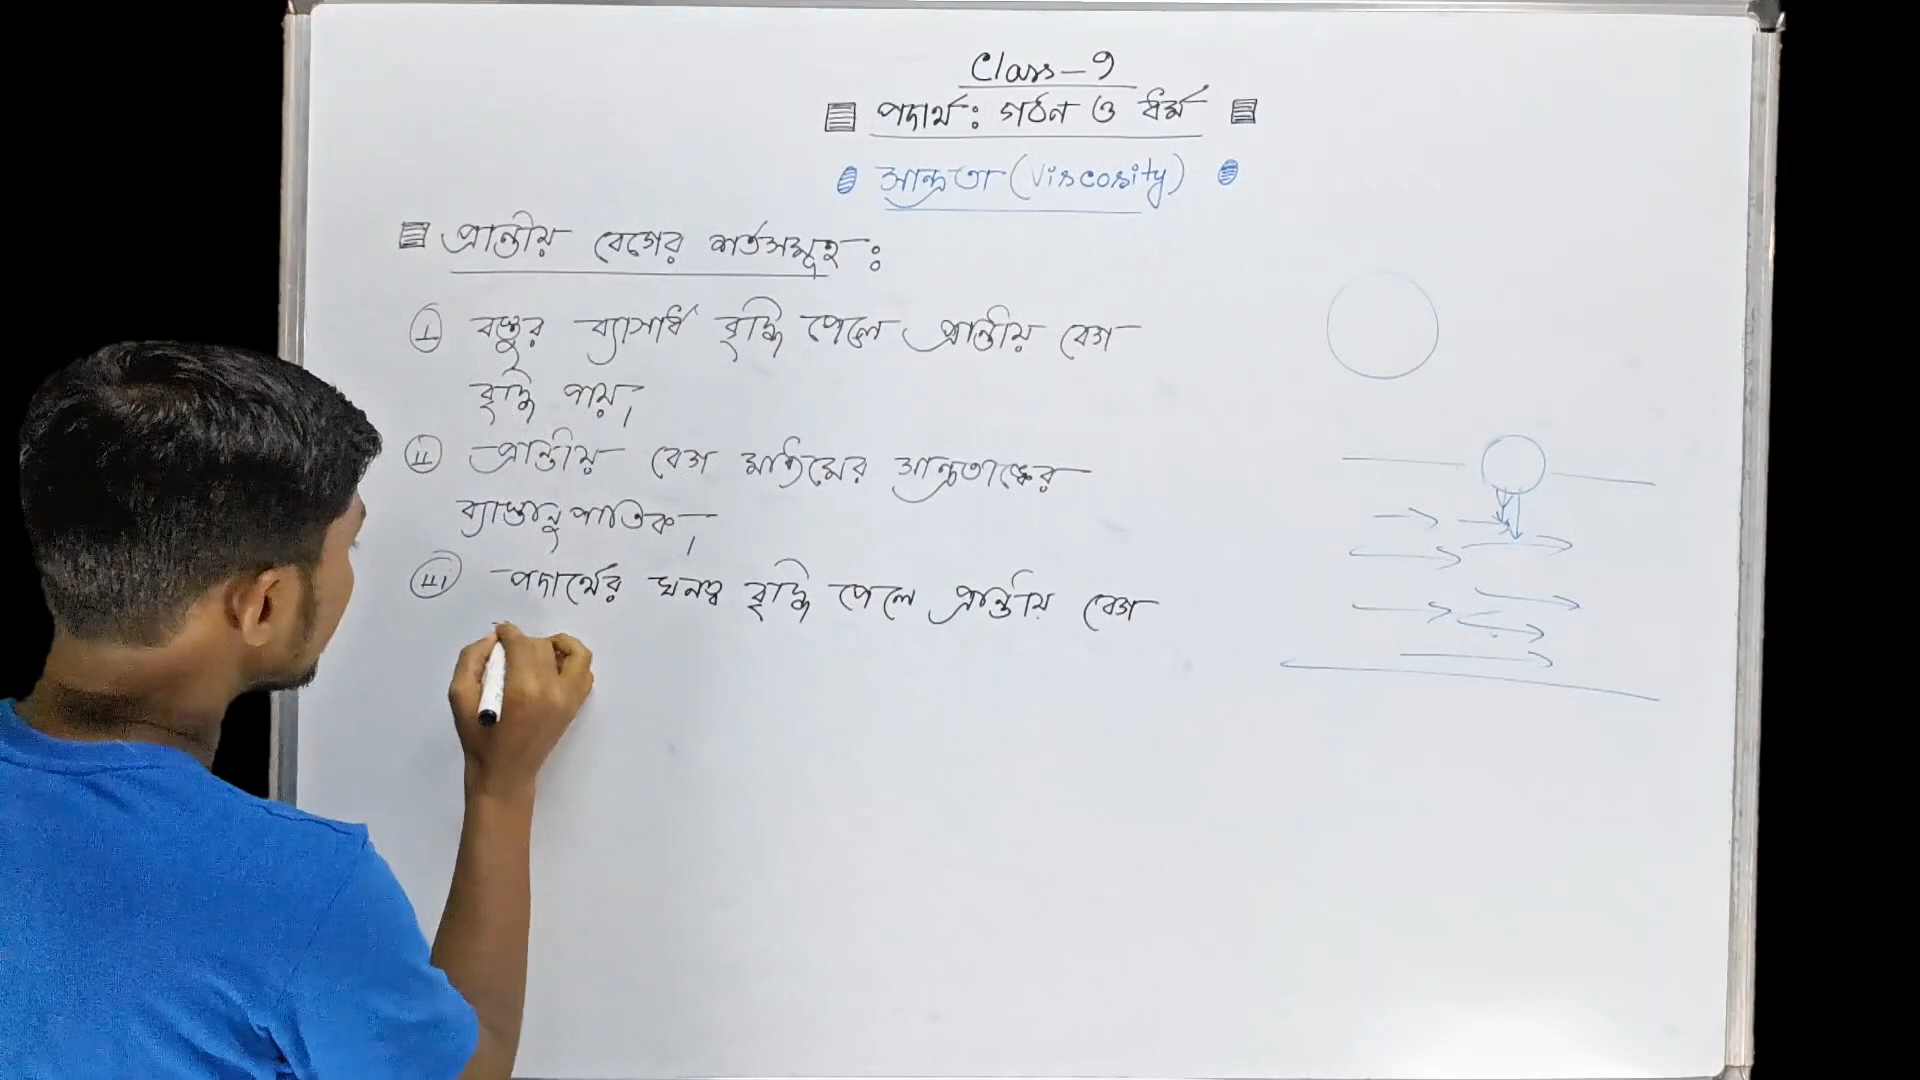 Class-9
পদার্থ: গঠন ও ধর্ম
সান্দ্রতা (Viscosity)
প্রান্তীয় বেগের শর্তসমূহ:
(I) বস্তুর ব্যাসার্ধ বৃদ্ধি পেলে প্রান্তীয় বেগ
বৃদ্ধি পায়।
(II) প্রান্তীয় বেগ মাধ্যমের সান্দ্রতাঙ্কের
ব্যাস্তানুপাতিক।
(III) পদার্থের ঘনত্ব বৃদ্ধি পেলে প্রান্তীয় বেগ